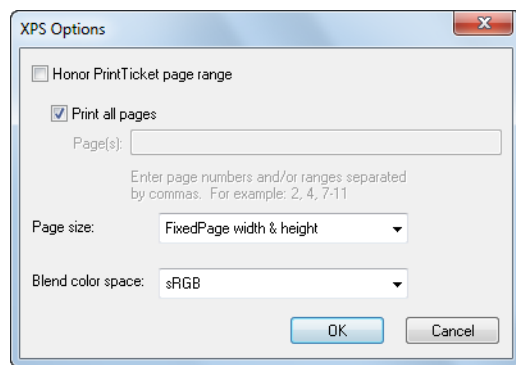 XPS Options
Honor PrintTicket page range
Print all pages
Page(s):
Enter page numbers and/or ranges separated
by commas. For example: 2, 4, 7-11
Page size: FixedPage width & height
Blend color space: sRGB
OK Cancel